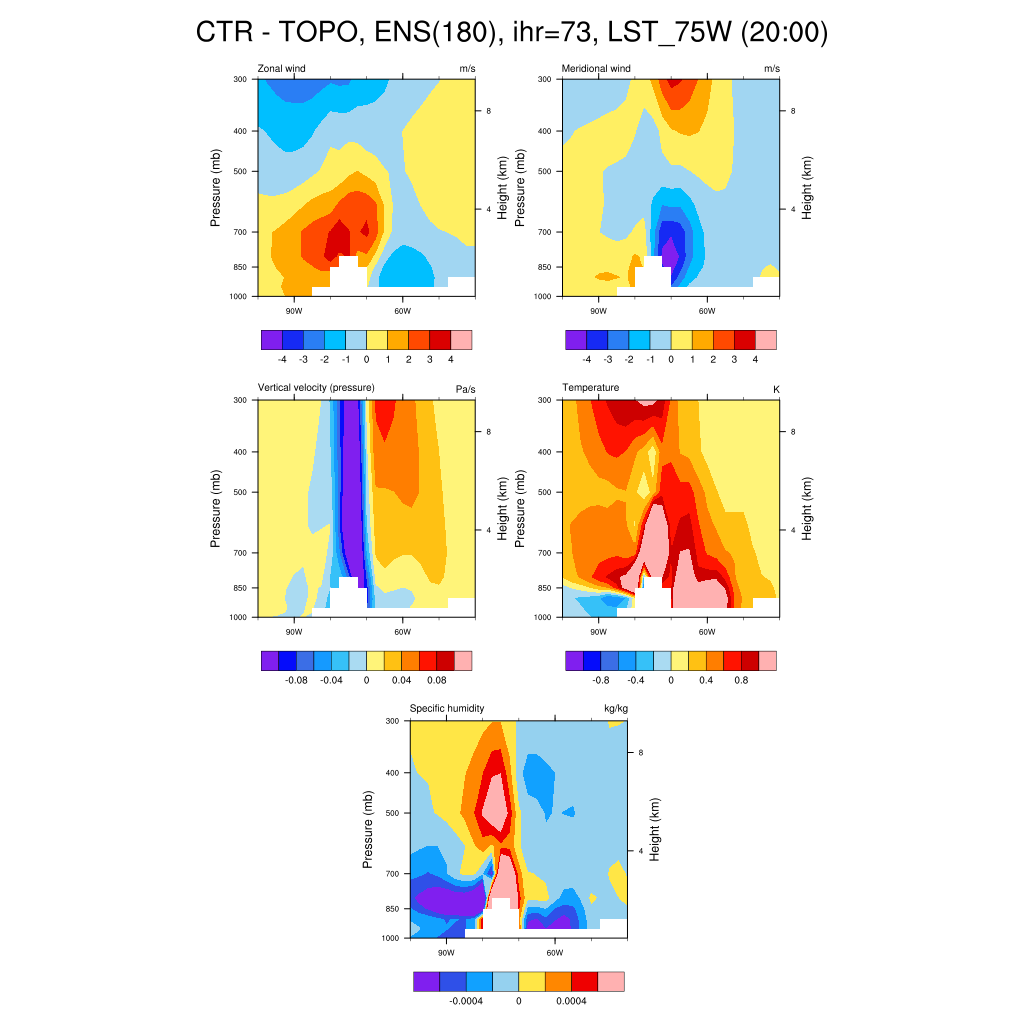 CTR - TOPO, ENS(180), ihr=73, LST_75W (20:00)
Zonal wind m/s
300
400
500
700
850
1000
Pressure (mb)
8
4
Height (km)
90W 60W
-4 -3 -2 -1 0 1 2 3 4
Meridional wind m/s
300
400
500
700
850
1000
Pressure (mb)
8
4
Height (km)
90W 60W
-4 -3 -2 -1 0 1 2 3 4
Vertical velocity (pressure) Pa/s
300
400
500
700
850
1000
Pressure (mb)
8
4
Height (km)
90W 60W
-0.08 -0.04 0 0.04 0.08
Temperature K
300
400
500
700
850
1000
Pressure (mb)
8
4
Height (km)
90W 60W
-0.8 -0.4 0 0.4 0.8
Specific humidity kg/kg
300
400
500
700
850
1000
Pressure (mb)
8
4
Height (km)
90W 60W
-0.0004 0 0.0004